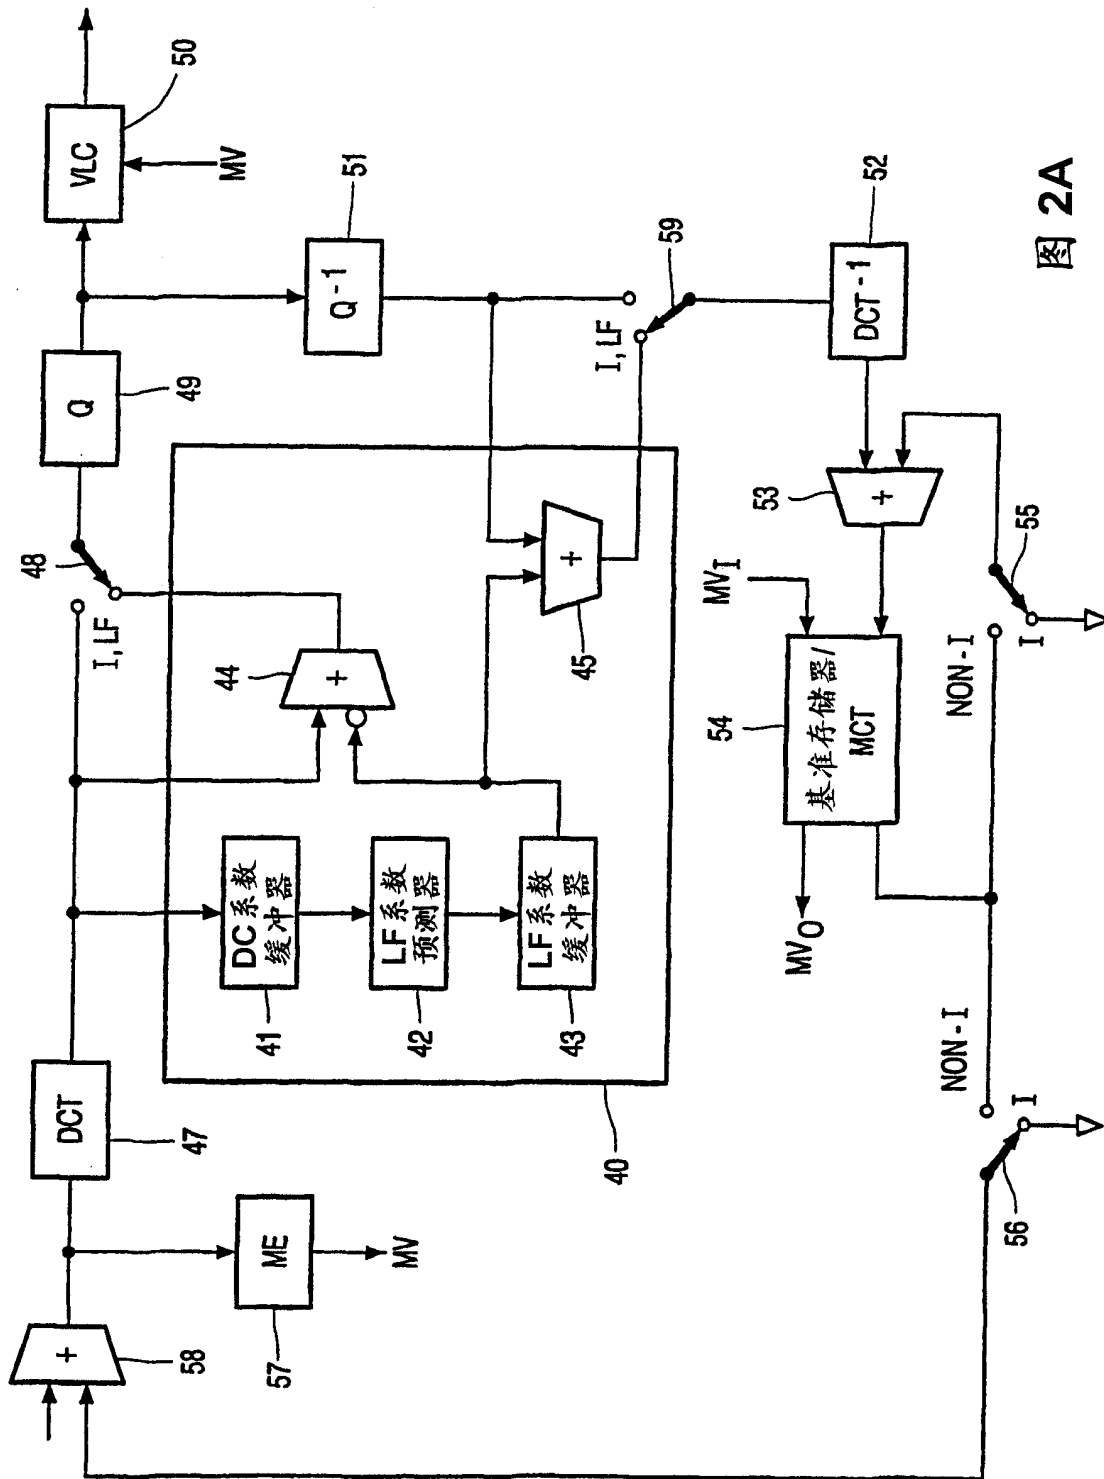 +
58
DCT
47
ME
57
MV
I, LF
48
Q
49
VLC
50
MV
Q⁻¹
51
DC系数
缓冲器
41
LF系数
预测器
42
LF系数
缓冲器
43
+
44
+
45
40
I, LF
59
DCT⁻¹
52
+
53
MV_I
基准存储器/
MCT
54
MV_O
NON-I
I
55
NON-I
I
56
图 2A